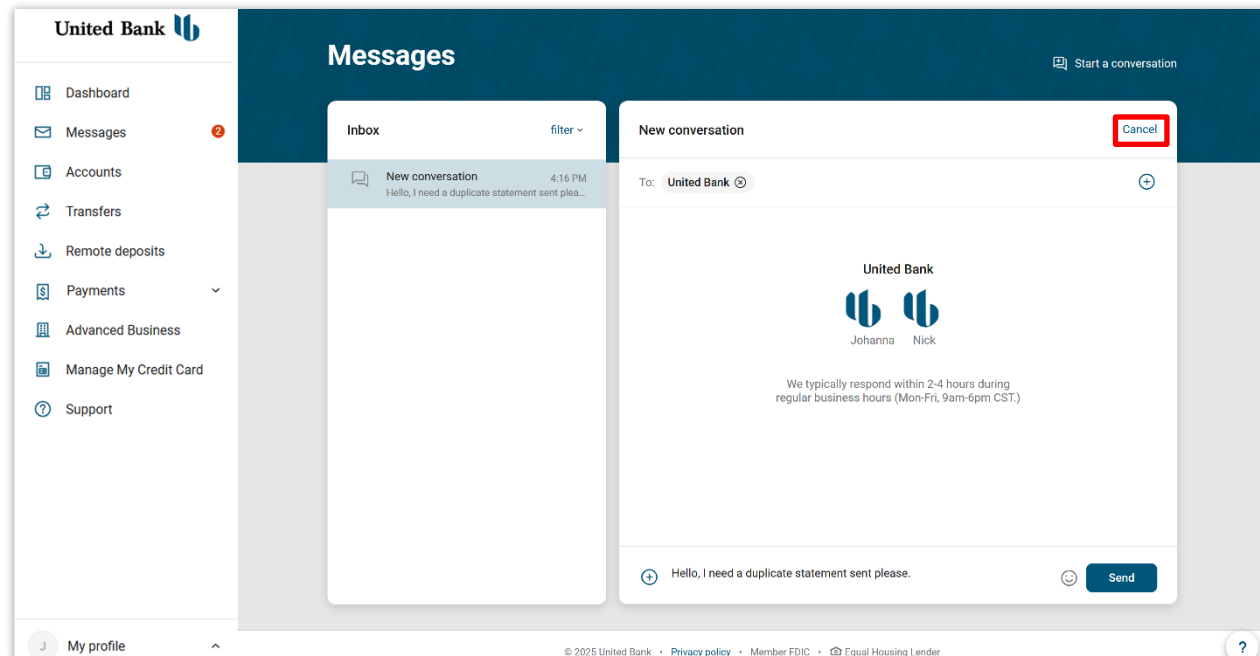 United Bank
Dashboard
Messages
2
Accounts
Transfers
Remote deposits
Payments
Advanced Business
Manage My Credit Card
Support
J
My profile
Messages
Start a conversation
Inbox
filter
New conversation
4:16 PM
Hello, I need a duplicate statement sent plea...
New conversation
Cancel
To: United Bank
United Bank
Johanna Nick
We typically respond within 2-4 hours during
regular business hours (Mon-Fri, 9am-6pm CST.)
Hello, I need a duplicate statement sent please.
Send
© 2025 United Bank • Privacy policy • Member FDIC • Equal Housing Lender
?